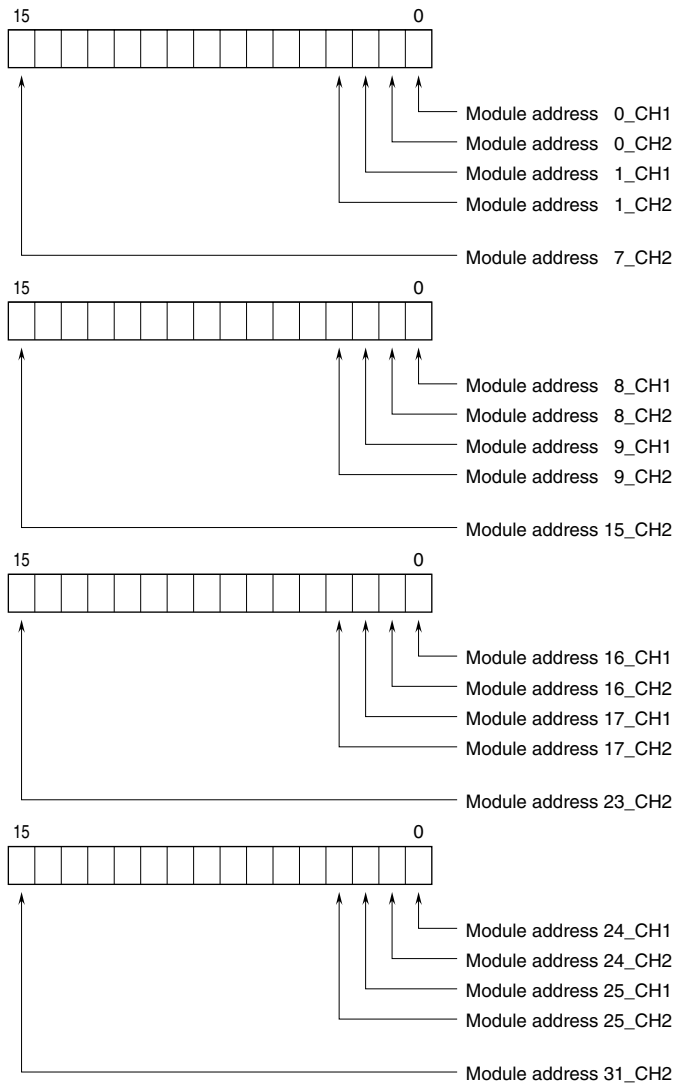 15 0
Module address 0_CH1
Module address 0_CH2
Module address 1_CH1
Module address 1_CH2
Module address 7_CH2
15 0
Module address 8_CH1
Module address 8_CH2
Module address 9_CH1
Module address 9_CH2
Module address 15_CH2
15 0
Module address 16_CH1
Module address 16_CH2
Module address 17_CH1
Module address 17_CH2
Module address 23_CH2
15 0
Module address 24_CH1
Module address 24_CH2
Module address 25_CH1
Module address 25_CH2
Module address 31_CH2